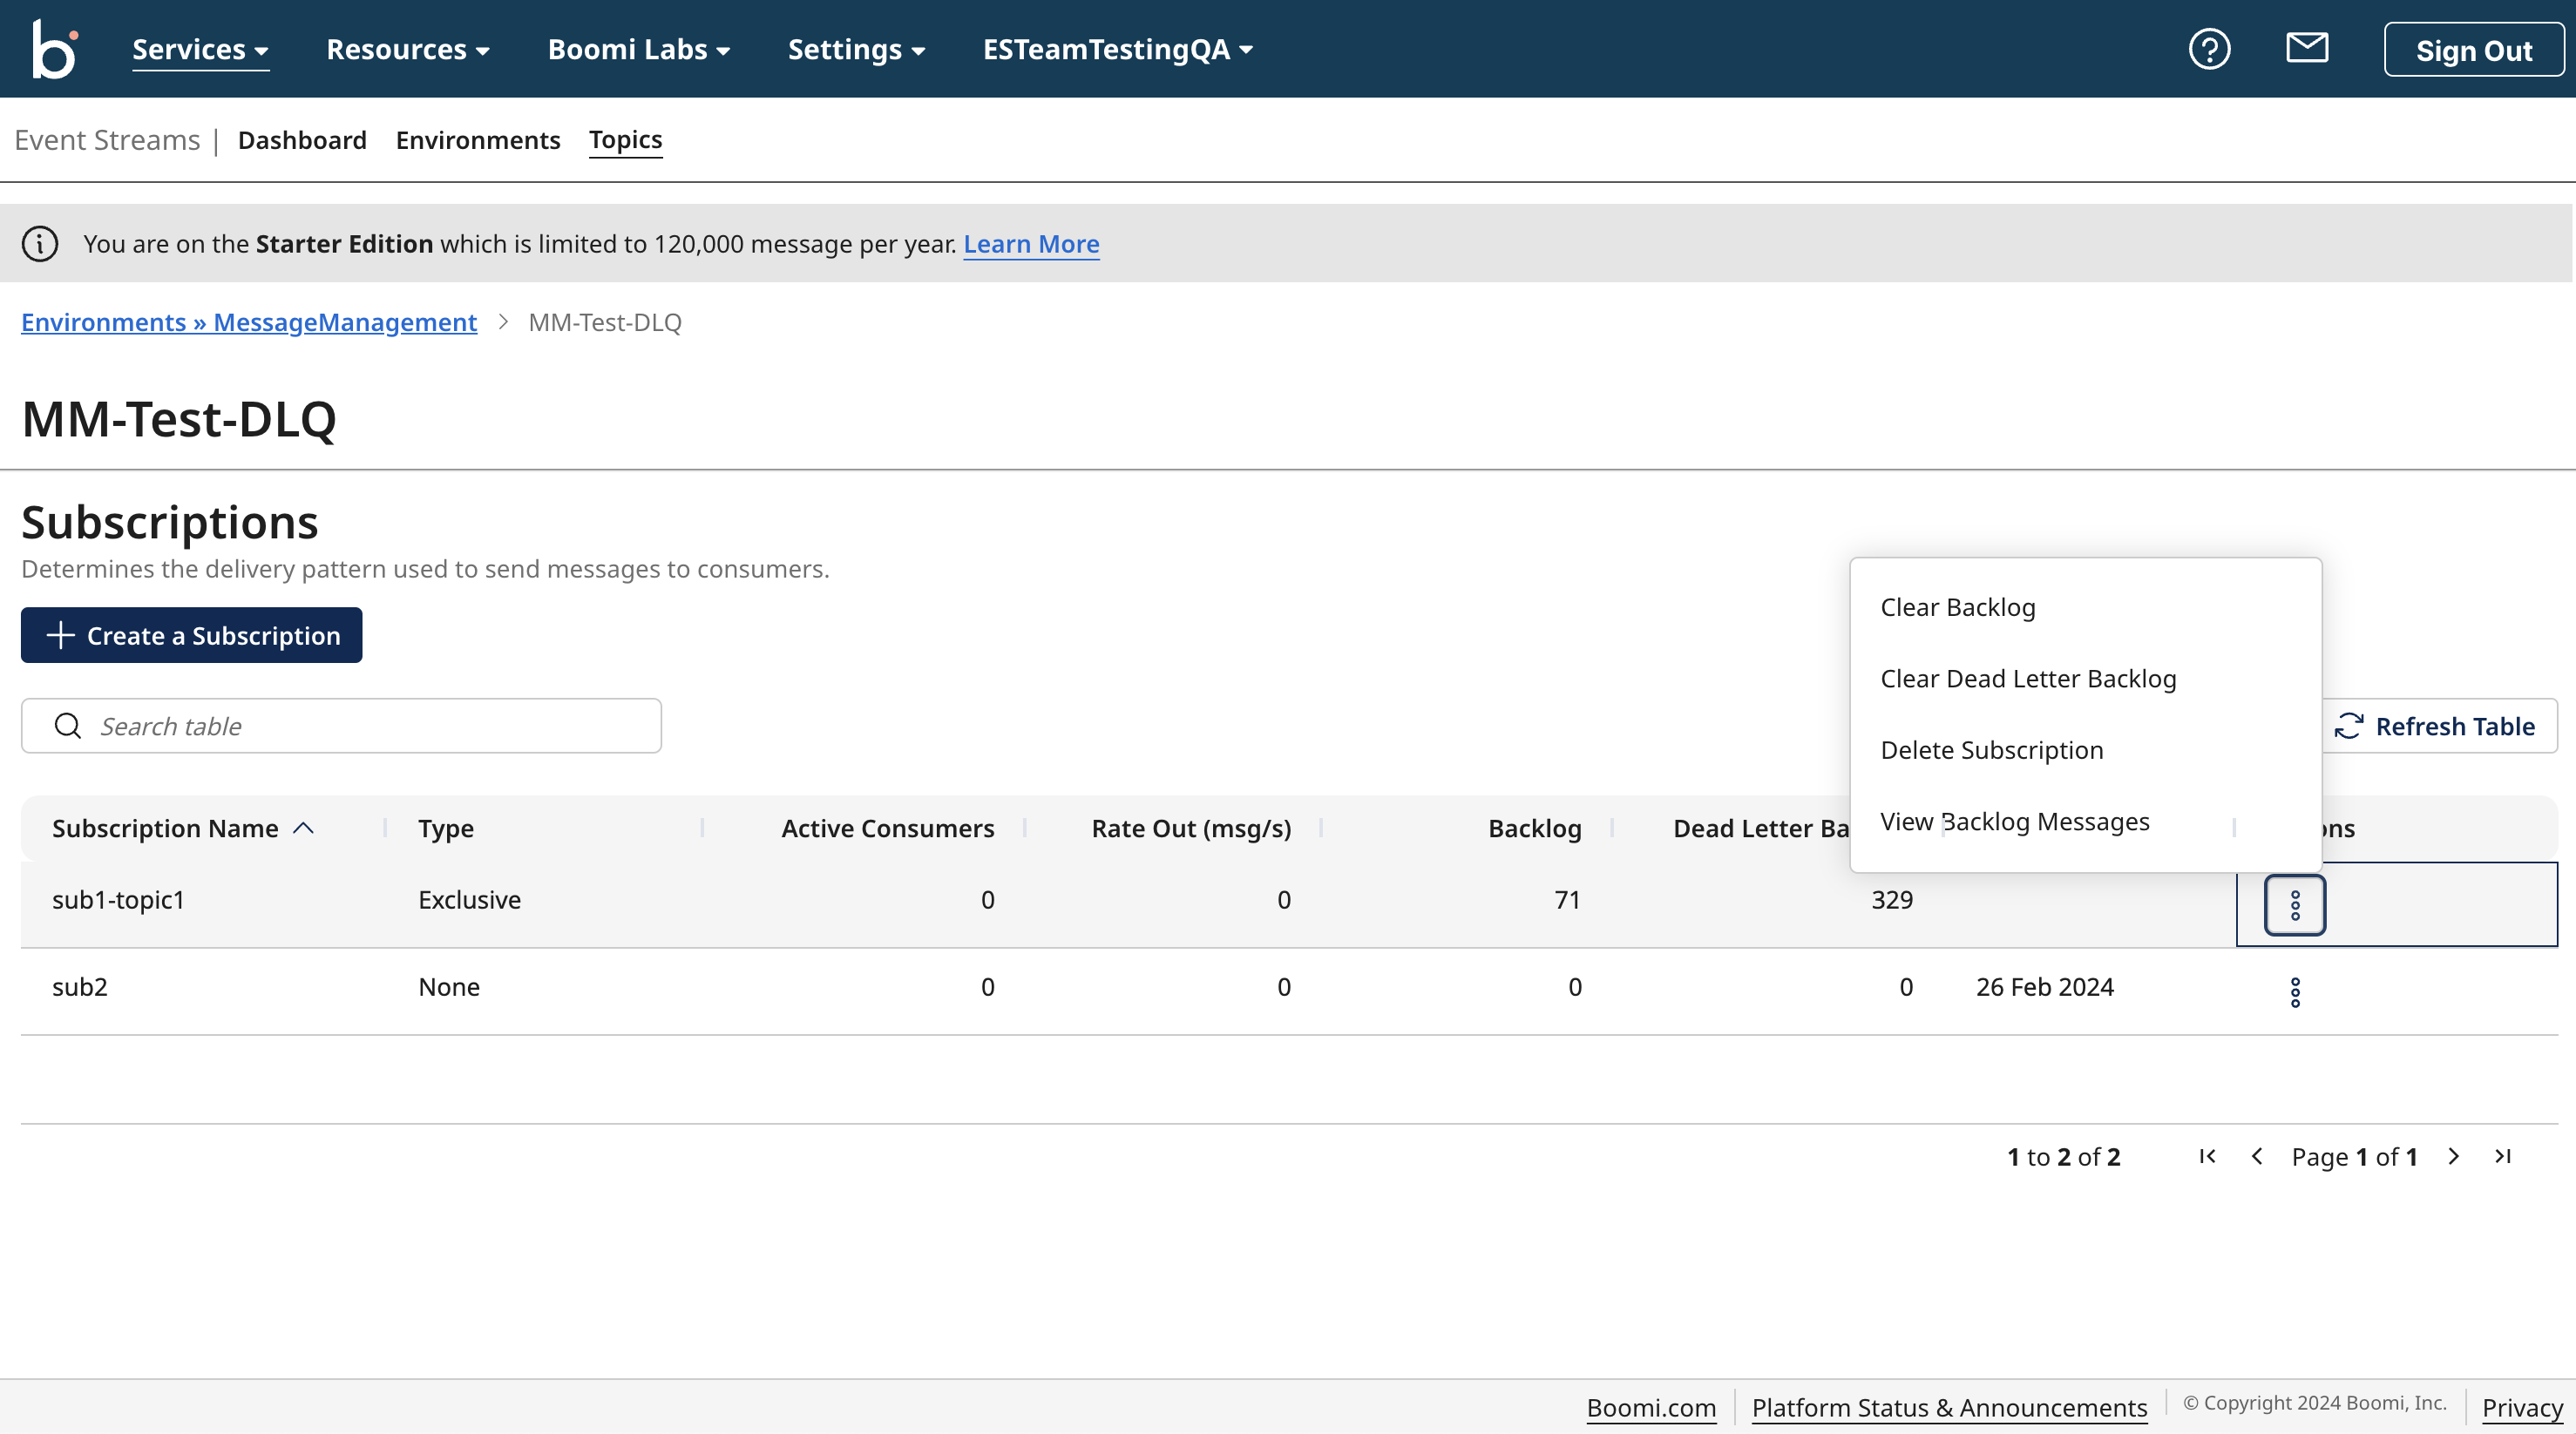 b Services Resources Boomi Labs Settings ESTeamTestingQA Sign Out
Event Streams | Dashboard Environments Topics
You are on the Starter Edition which is limited to 120,000 message per year. Learn More
Environments » MessageManagement > MM-Test-DLQ
MM-Test-DLQ
Subscriptions
Determines the delivery pattern used to send messages to consumers.
Create a Subscription
Search table
Refresh Table
Clear Backlog
Clear Dead Letter Backlog
Delete Subscription
View Backlog Messages
Subscription Name Type Active Consumers Rate Out (msg/s) Backlog Dead Letter Ba
sub1-topic1 Exclusive 0 0 71 329
sub2 None 0 0 0 0 26 Feb 2024
1 to 2 of 2 Page 1 of 1
Boomi.com Platform Status & Announcements © Copyright 2024 Boomi, Inc. Privacy